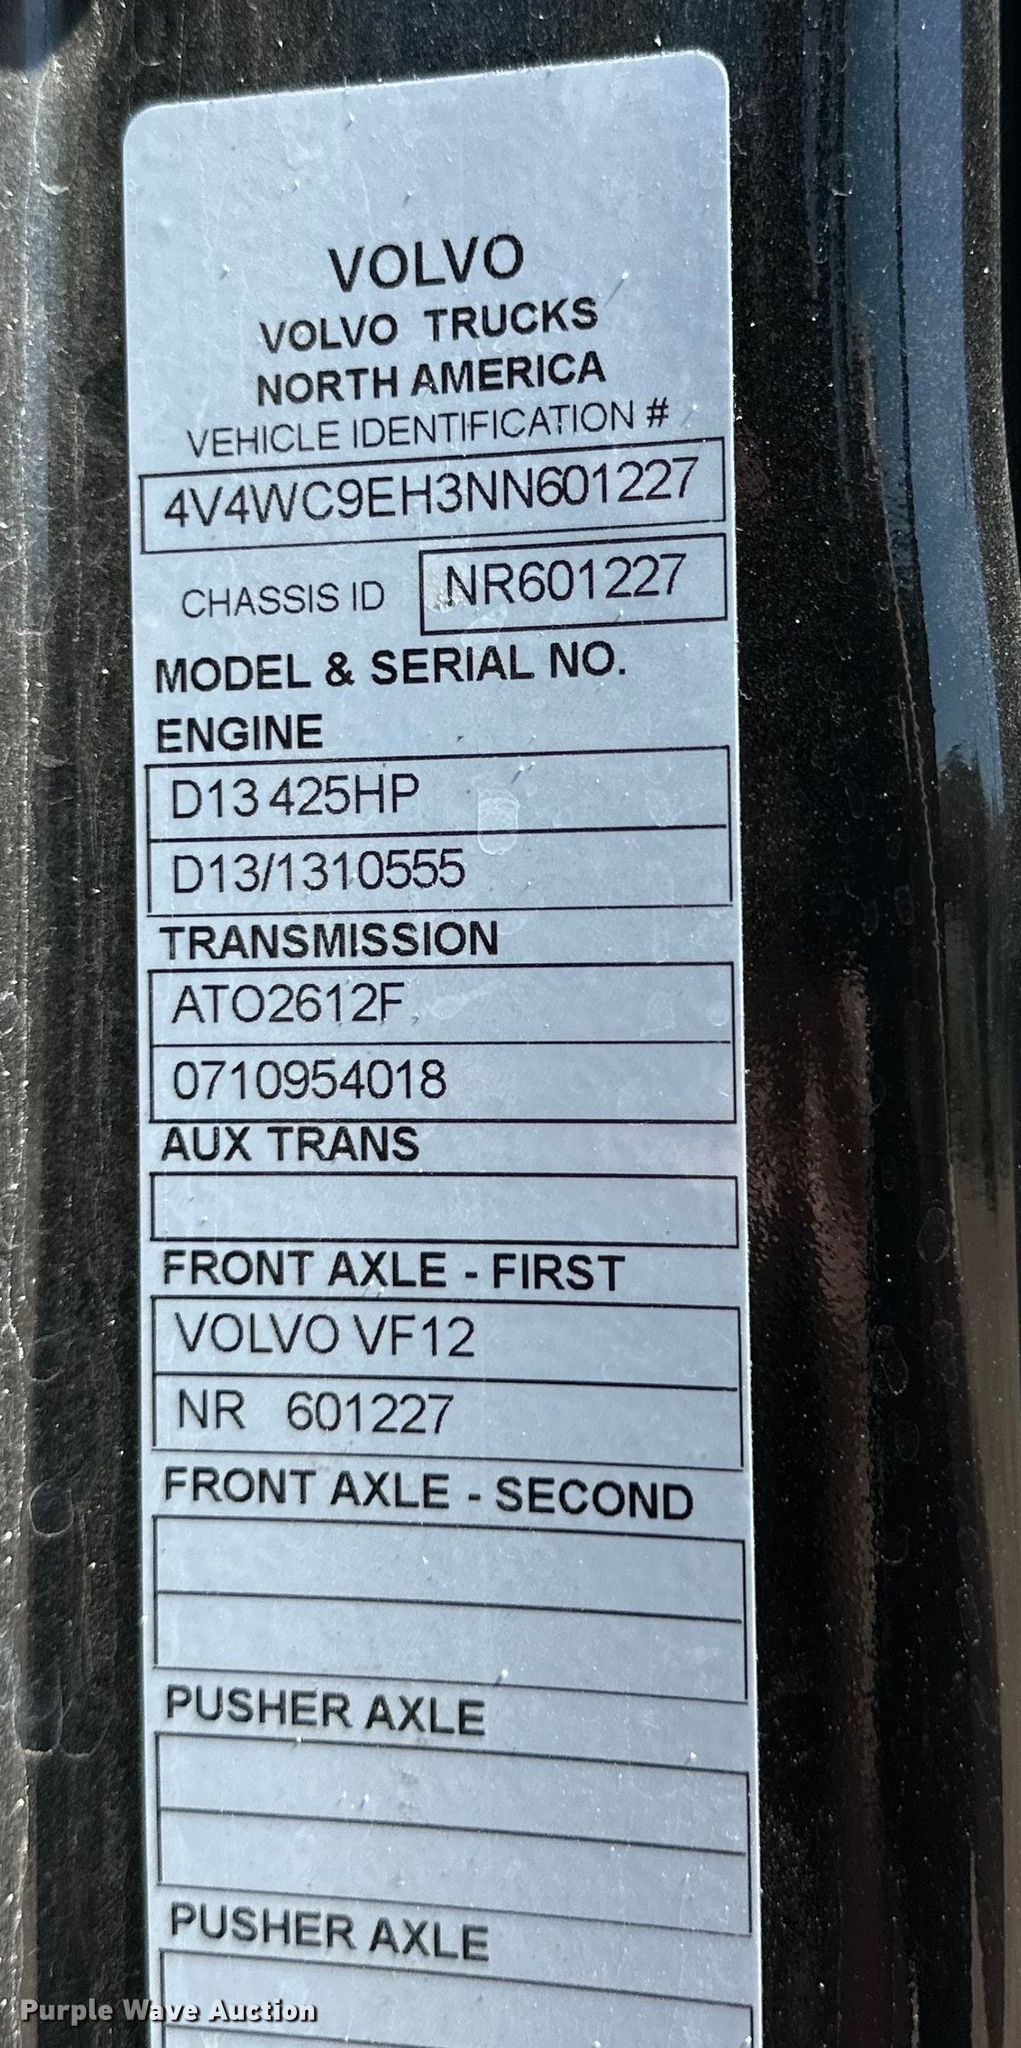 VOLVO
VOLVO TRUCKS
NORTH AMERICA
VEHICLE IDENTIFICATION #
4V4WC9EH3NN601227
CHASSIS ID NR601227
MODEL & SERIAL NO.
ENGINE
D13 425HP
D13/1310555
TRANSMISSION
ATO2612F
0710954018
AUX TRANS
FRONT AXLE - FIRST
VOLVO VF12
NR 601227
FRONT AXLE - SECOND
PUSHER AXLE
PUSHER AXLE
Purple Wave Auction